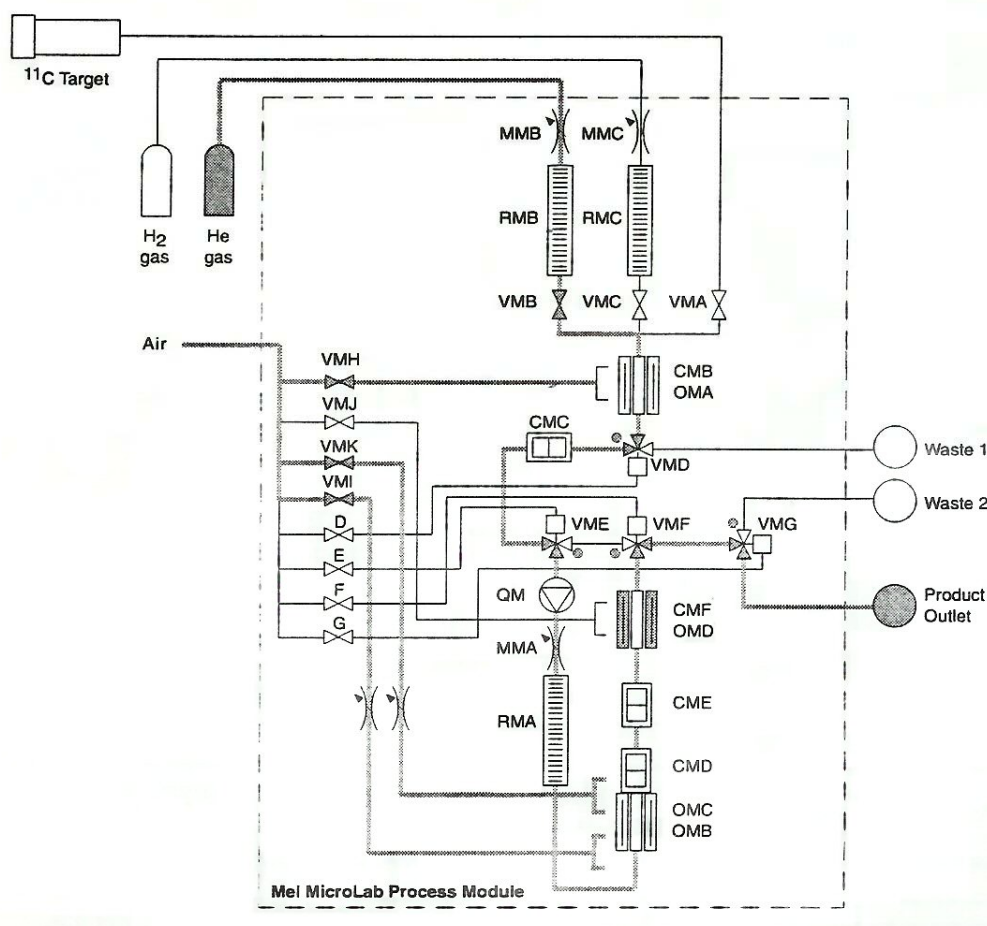 11C Target
H2
gas
He
gas
MMB
MMC
RMB
RMC
VMB
VMC
VMA
Air
VMH
CMB
OMA
VMJ
CMC
VMK
Waste 1
VMD
VMI
Waste 2
D
VME
VMF
VMG
E
F
QM
CMF
OMD
Product
Outlet
G
MMA
CME
RMA
CMD
OMC
OMB
Mel MicroLab Process Module